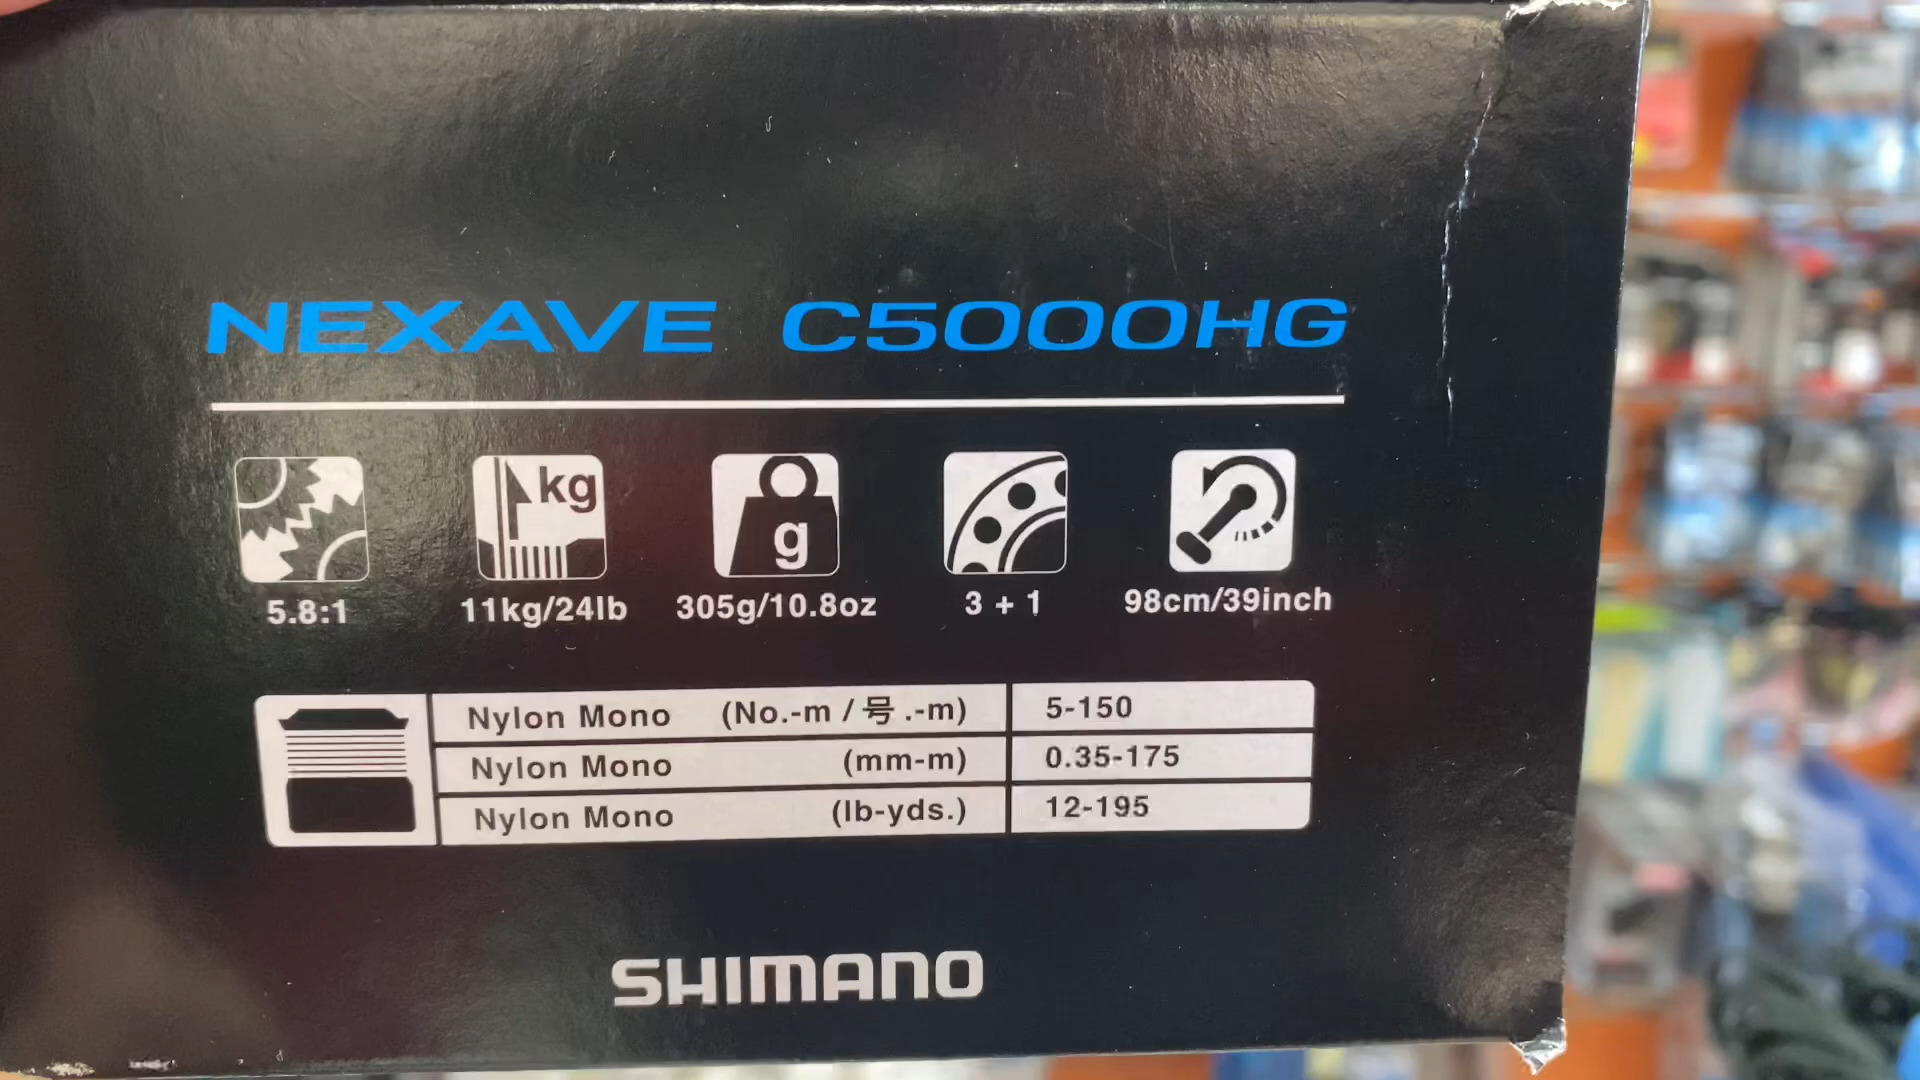 NEXAVE C5000HG
kg
g
5.8:1 11kg/24lb 305g/10.8oz 3 + 1 98cm/39inch
Nylon Mono (No.-m / 号.-m) 5-150
Nylon Mono (mm-m) 0.35-175
Nylon Mono (lb-yds.) 12-195
SHIMANO